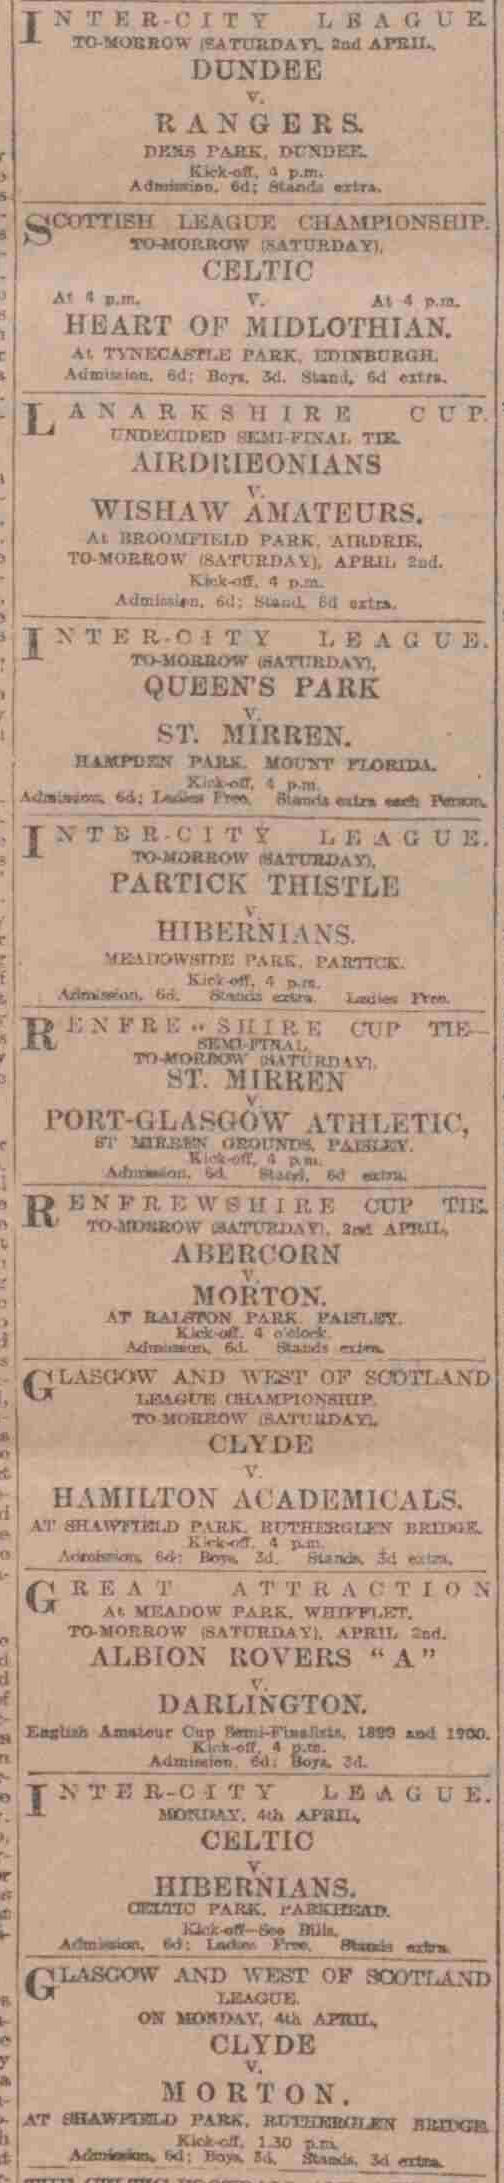 INTER-CITY LEAGUE
TO-MORROW (SATURDAY), 2nd APRIL,
DUNDEE
V.
RANGERS.
DENS PARK, DUNDEE.
Kick-off, 4 p.m.
Admission, 6d; Stands extra.
SCOTTISH LEAGUE CHAMPIONSHIP.
TO-MORROW (SATURDAY),
CELTIC
At 4 p.m. V. At 4 p.m.
HEART OF MIDLOTHIAN.
At TYNECASTLE PARK, EDINBURGH.
Admission, 6d; Boys, 3d. Stand, 6d extra.
LANARKSHIRE CUP.
UNDECIDED SEMI-FINAL TIE.
AIRDRIEONIANS
V.
WISHAW AMATEURS.
At BROOMFIELD PARK, AIRDRIE,
TO-MORROW (SATURDAY), APRIL 2nd.
Kick-off, 4 p.m.
Admission, 6d; Stand, 6d extra.
INTER-CITY LEAGUE.
TO-MORROW (SATURDAY),
QUEEN'S PARK
V.
ST. MIRREN.
HAMPDEN PARK, MOUNT FLORIDA.
Kick-off, 4 p.m.
Admission, 6d; Ladies Free. Stands extra each Person.
INTER-CITY LEAGUE.
TO-MORROW (SATURDAY),
PARTICK THISTLE
V.
HIBERNIANS.
MEADOWSIDE PARK, PARTICK.
Kick-off, 4 p.m.
Admission, 6d. Stands extra. Ladies Free.
RENFREWSHIRE CUP TIE—
SEMI-FINAL,
TO-MORROW (SATURDAY),
ST. MIRREN
V.
PORT-GLASGOW ATHLETIC,
ST MIRREN GROUNDS, PAISLEY.
Kick-off, 4 p.m.
Admission, 6d. Stand, 6d extra.
RENFREWSHIRE CUP TIE.
TO-MORROW (SATURDAY), 2nd APRIL,
ABERCORN
V.
MORTON.
AT RALSTON PARK, PAISLEY.
Kick-off, 4 o'clock.
Admission, 6d. Stands extra.
GLASGOW AND WEST OF SCOTLAND
LEAGUE CHAMPIONSHIP.
TO-MORROW (SATURDAY),
CLYDE
V.
HAMILTON ACADEMICALS.
AT SHAWFIELD PARK, RUTHERGLEN BRIDGE.
Kick-off, 4 p.m.
Admission, 6d; Boys, 3d. Stands, 3d extra.
GREAT ATTRACTION
At MEADOW PARK, WHIFFLET,
TO-MORROW (SATURDAY), APRIL 2nd.
ALBION ROVERS "A"
V.
DARLINGTON.
English Amateur Cup Semi-Finalists, 1899 and 1900.
Kick-off, 4 p.m.
Admission, 6d; Boys, 3d.
INTER-CITY LEAGUE.
MONDAY, 4th APRIL,
CELTIC
V.
HIBERNIANS.
CELTIC PARK, PARKHEAD.
Kick-off—See Bills.
Admission, 6d; Ladies Free, Stands extra.
GLASGOW AND WEST OF SCOTLAND
LEAGUE.
ON MONDAY, 4th APRIL,
CLYDE
V.
MORTON.
AT SHAWFIELD PARK, RUTHERGLEN BRIDGE
Kick-off, 1.30 p.m.
Admission, 6d; Boys, 3d. Stands, 3d extra.